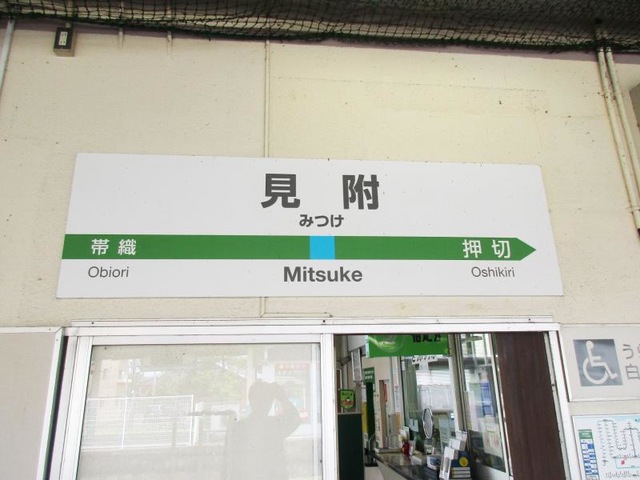 見附
みつけ
帯織
押切
Obiori
Mitsuke
Oshikiri